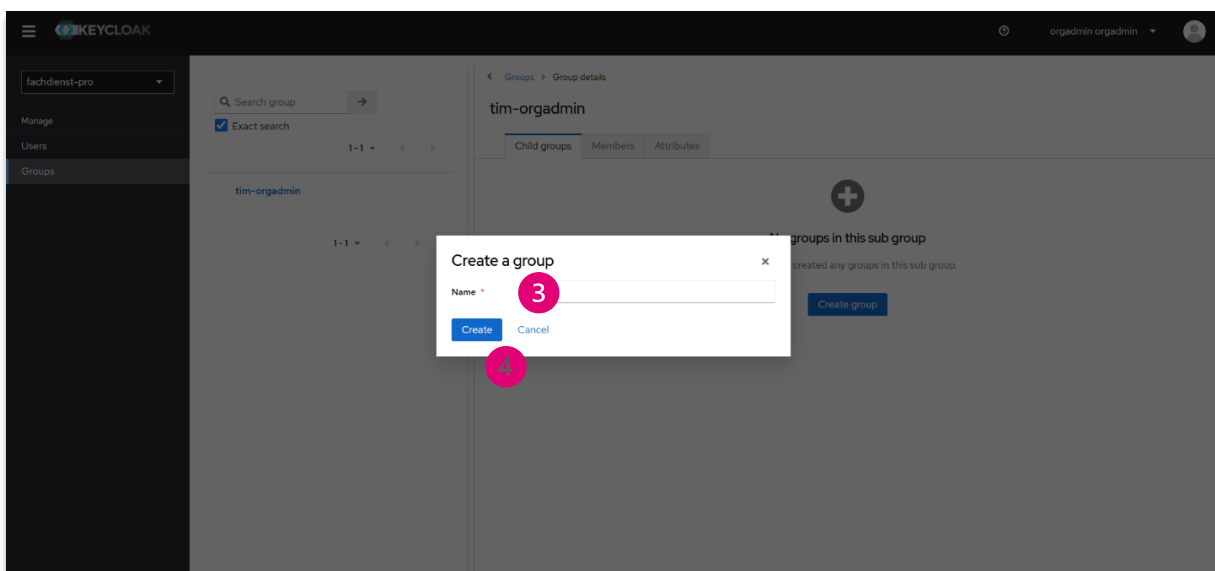 KEYCLOAK
orgadmin orgadmin
fachdienst-pro
Manage
Users
Groups
Search group
Exact search
1-1
tim-orgadmin
1-1
Groups > Group details
tim-orgadmin
Child groups Members Attributes
groups in this sub group
created any groups in this sub group.
Create group
Create a group
Name *
3
Create Cancel
4